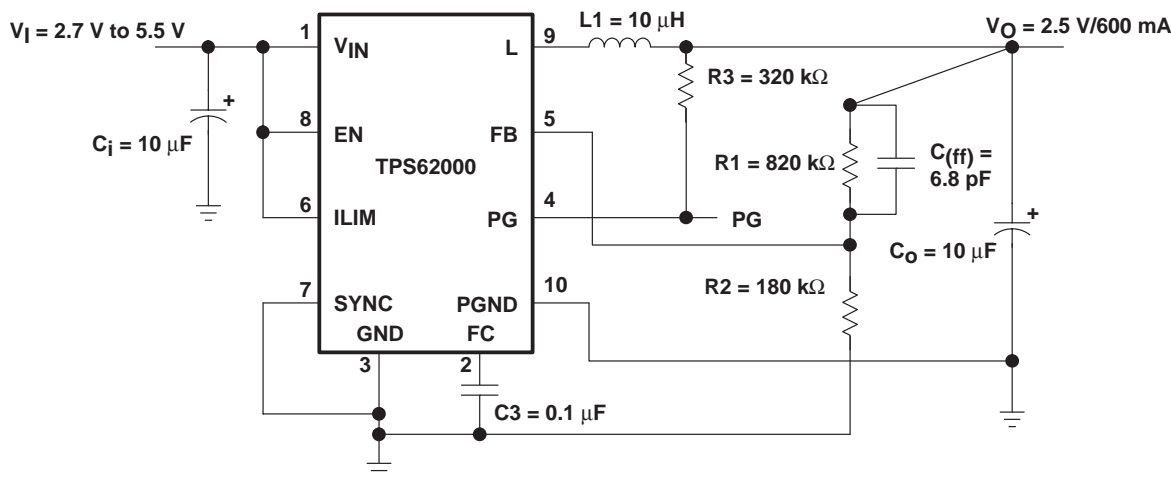 V_I = 2.7 V to 5.5 V
1
V_IN
L
9
L1 = 10 μH
V_O = 2.5 V/600 mA
R3 = 320 kΩ
+
C_i = 10 μF
8
EN
FB
5
TPS62000
R1 = 820 kΩ
C_(ff) =
6.8 pF
6
ILIM
PG
4
PG
+
C_o = 10 μF
7
SYNC
PGND
10
R2 = 180 kΩ
GND
FC
3
2
C3 = 0.1 μF